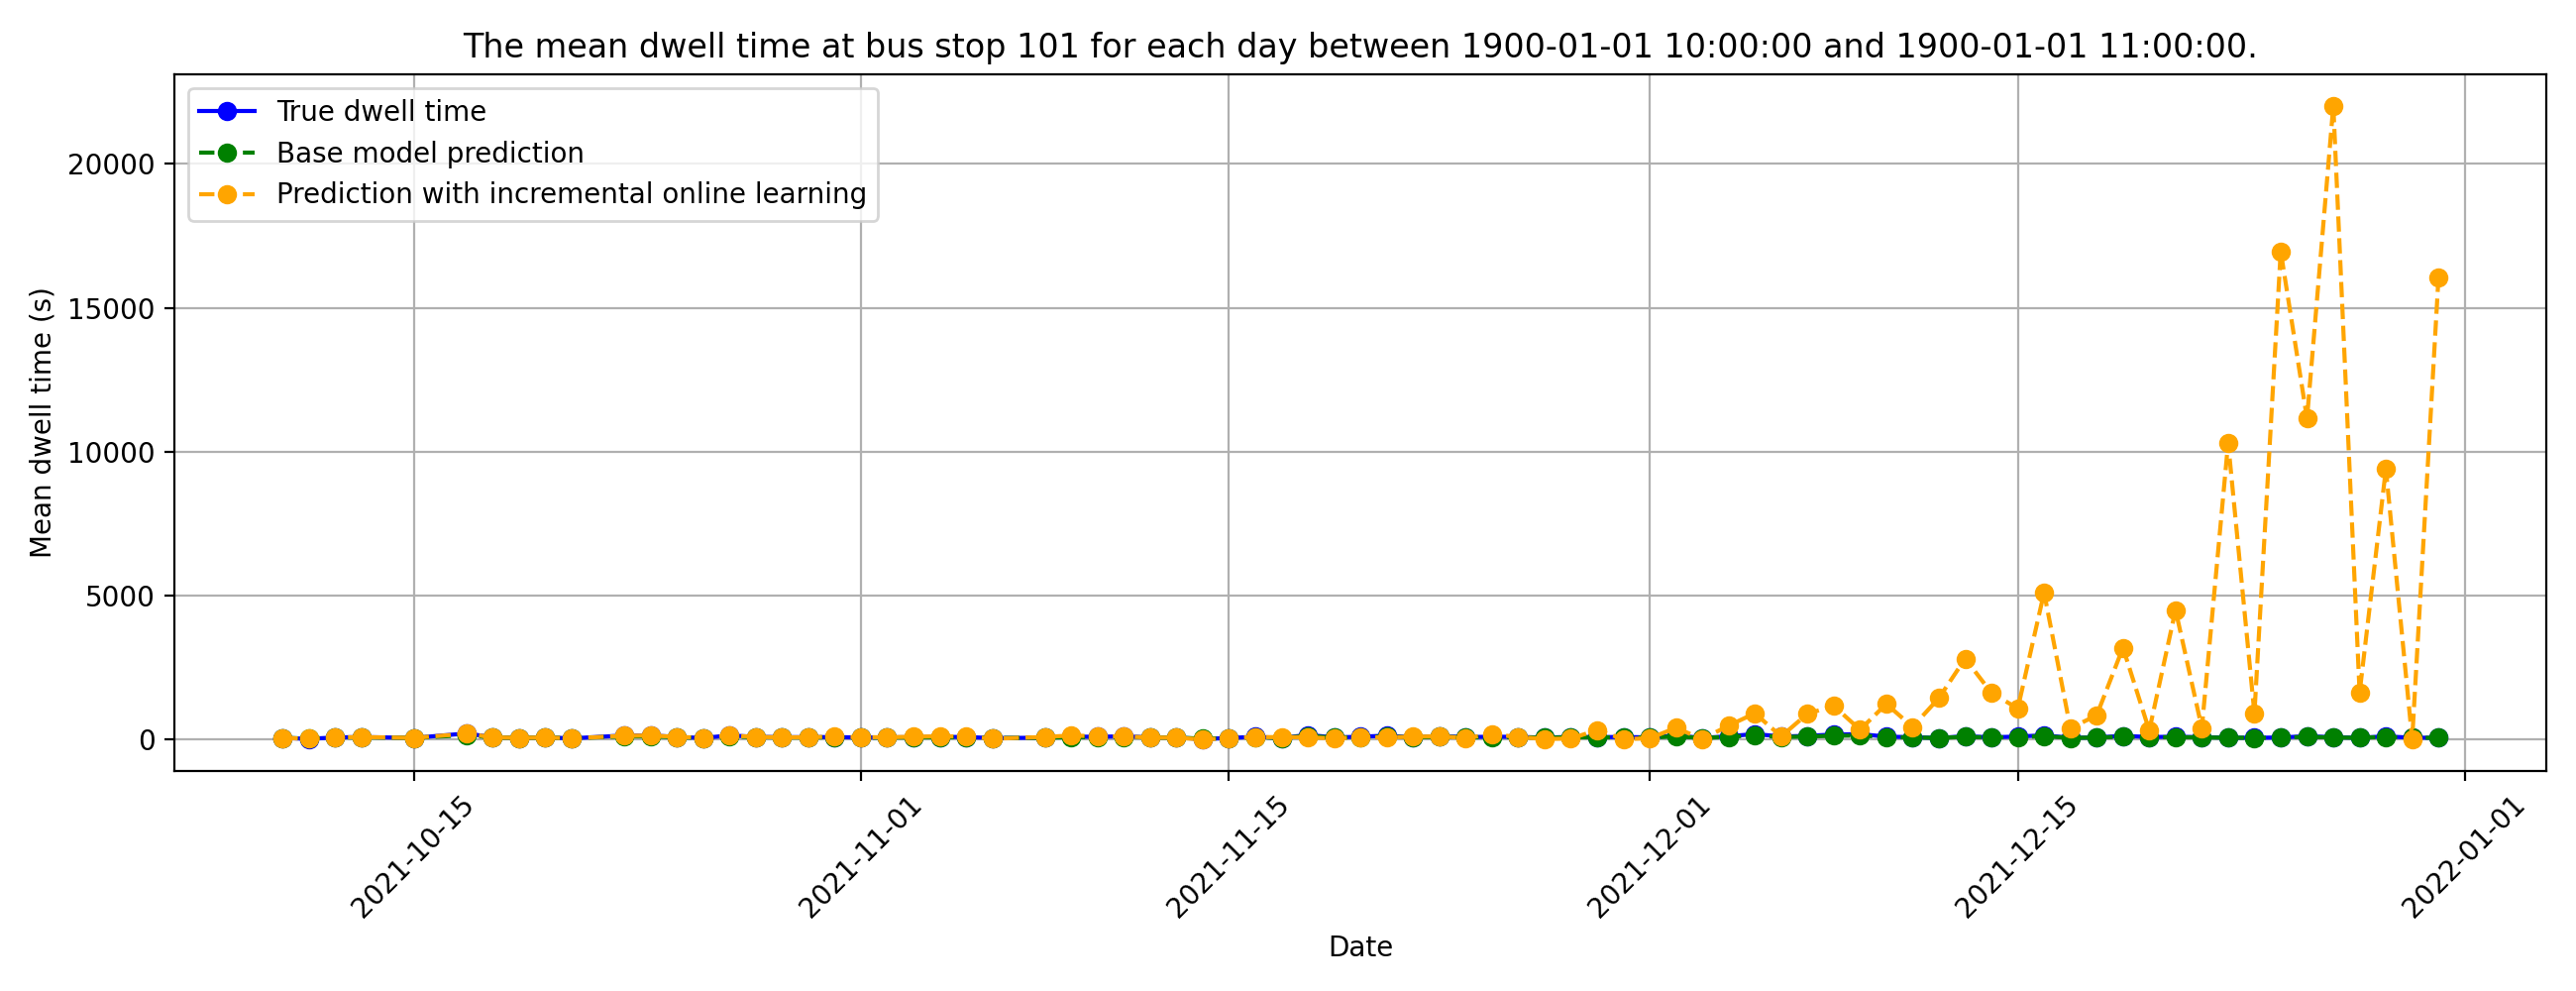 The mean dwell time at bus stop 101 for each day between 1900-01-01 10:00:00 and 1900-01-01 11:00:00.
True dwell time
Base model prediction
Prediction with incremental online learning
Mean dwell time (s)
20000
15000
10000
5000
0
2021-10-15
2021-11-01
2021-11-15
2021-12-01
2021-12-15
2022-01-01
Date